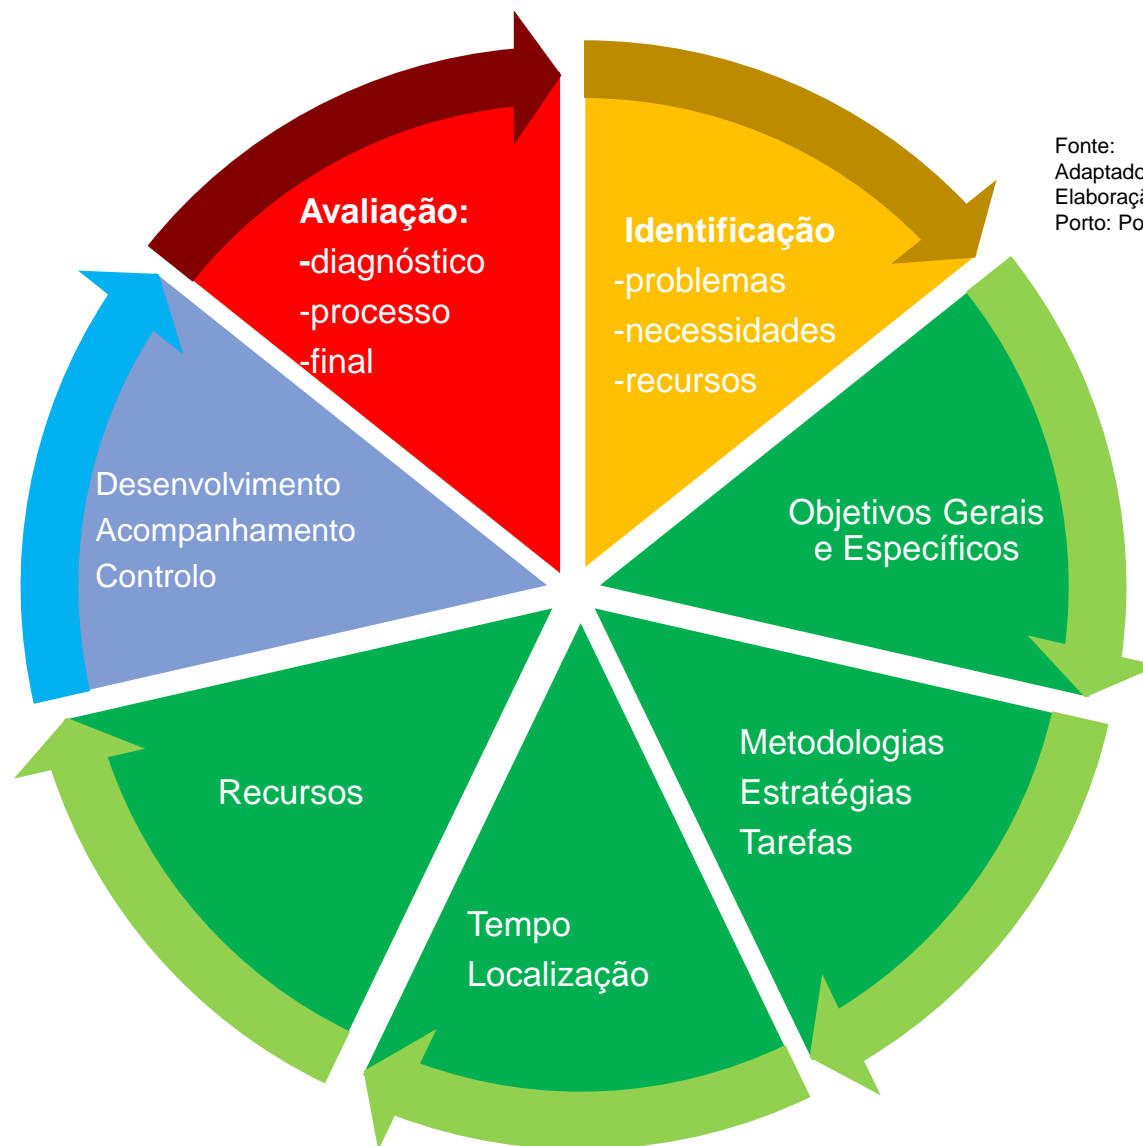 Avaliação:
-diagnóstico
-processo
-final
Identificação
-problemas
-necessidades
-recursos
Fonte:
Adaptado
Porto:
Objetivos Gerais
e Específicos
Metodologias
Estratégias
Tarefas
Tempo
Localização
Recursos
Desenvolvimento
Acompanhamento
Controlo